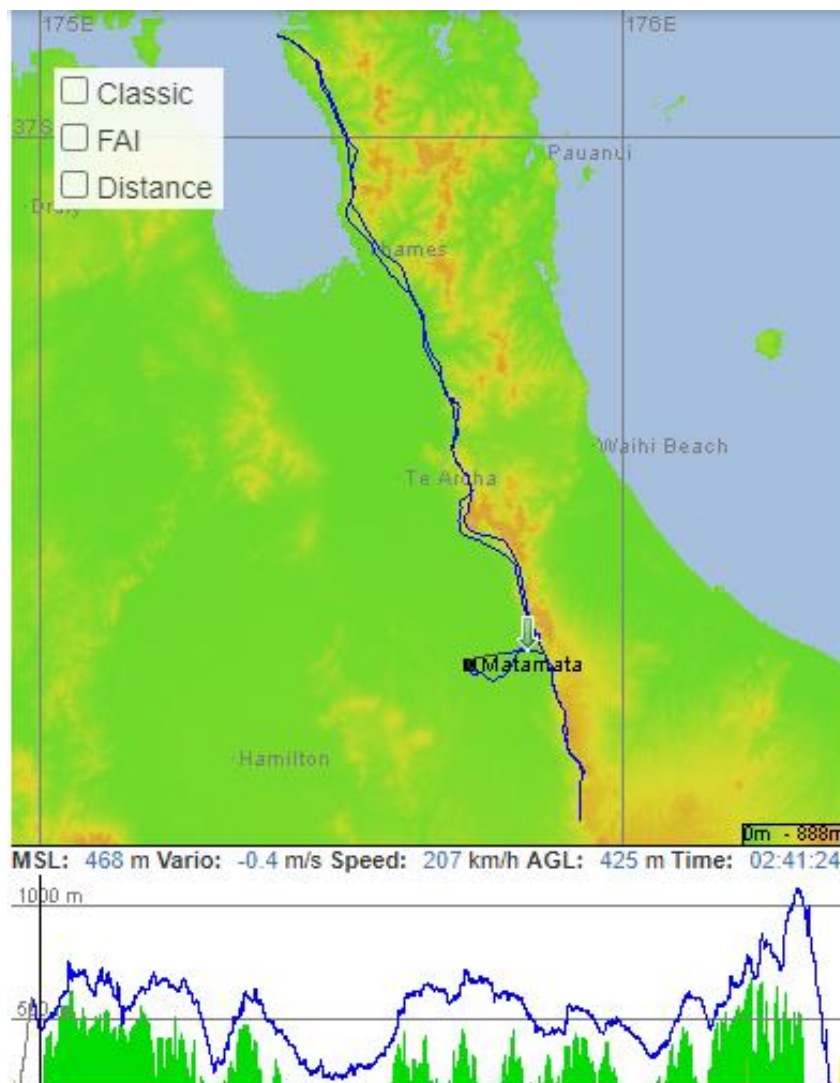 175E
176E
Classic
37S
FAI
Pauanui
Distance
Drury
Thames
Waihi Beach
Te Aroha
Matamata
Hamilton
0m - 888m
MSL: 468 m Vario: -0.4 m/s Speed: 207 km/h AGL: 425 m Time: 02:41:24
1000 m
500 m